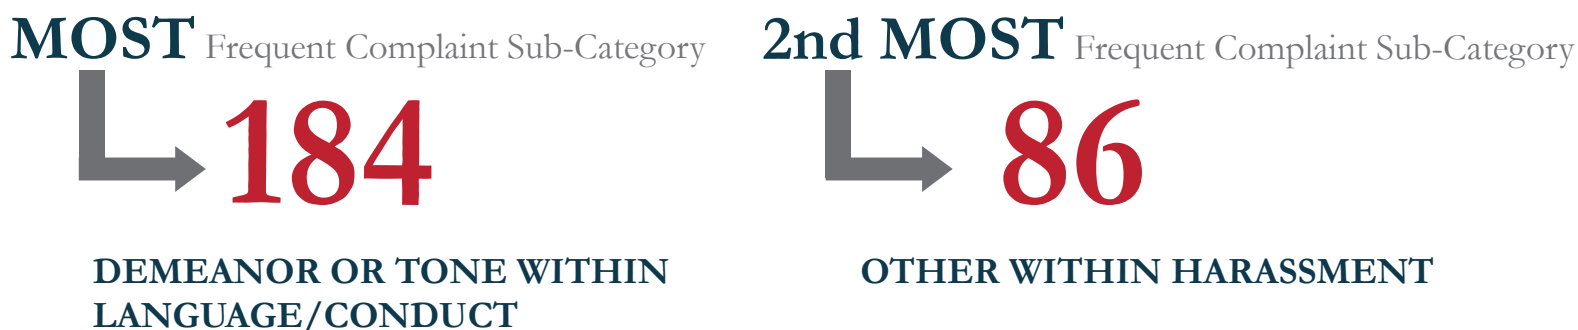 MOST Frequent Complaint Sub-Category
184
DEMEANOR OR TONE WITHIN
LANGUAGE/CONDUCT
2nd MOST Frequent Complaint Sub-Category
86
OTHER WITHIN HARASSMENT